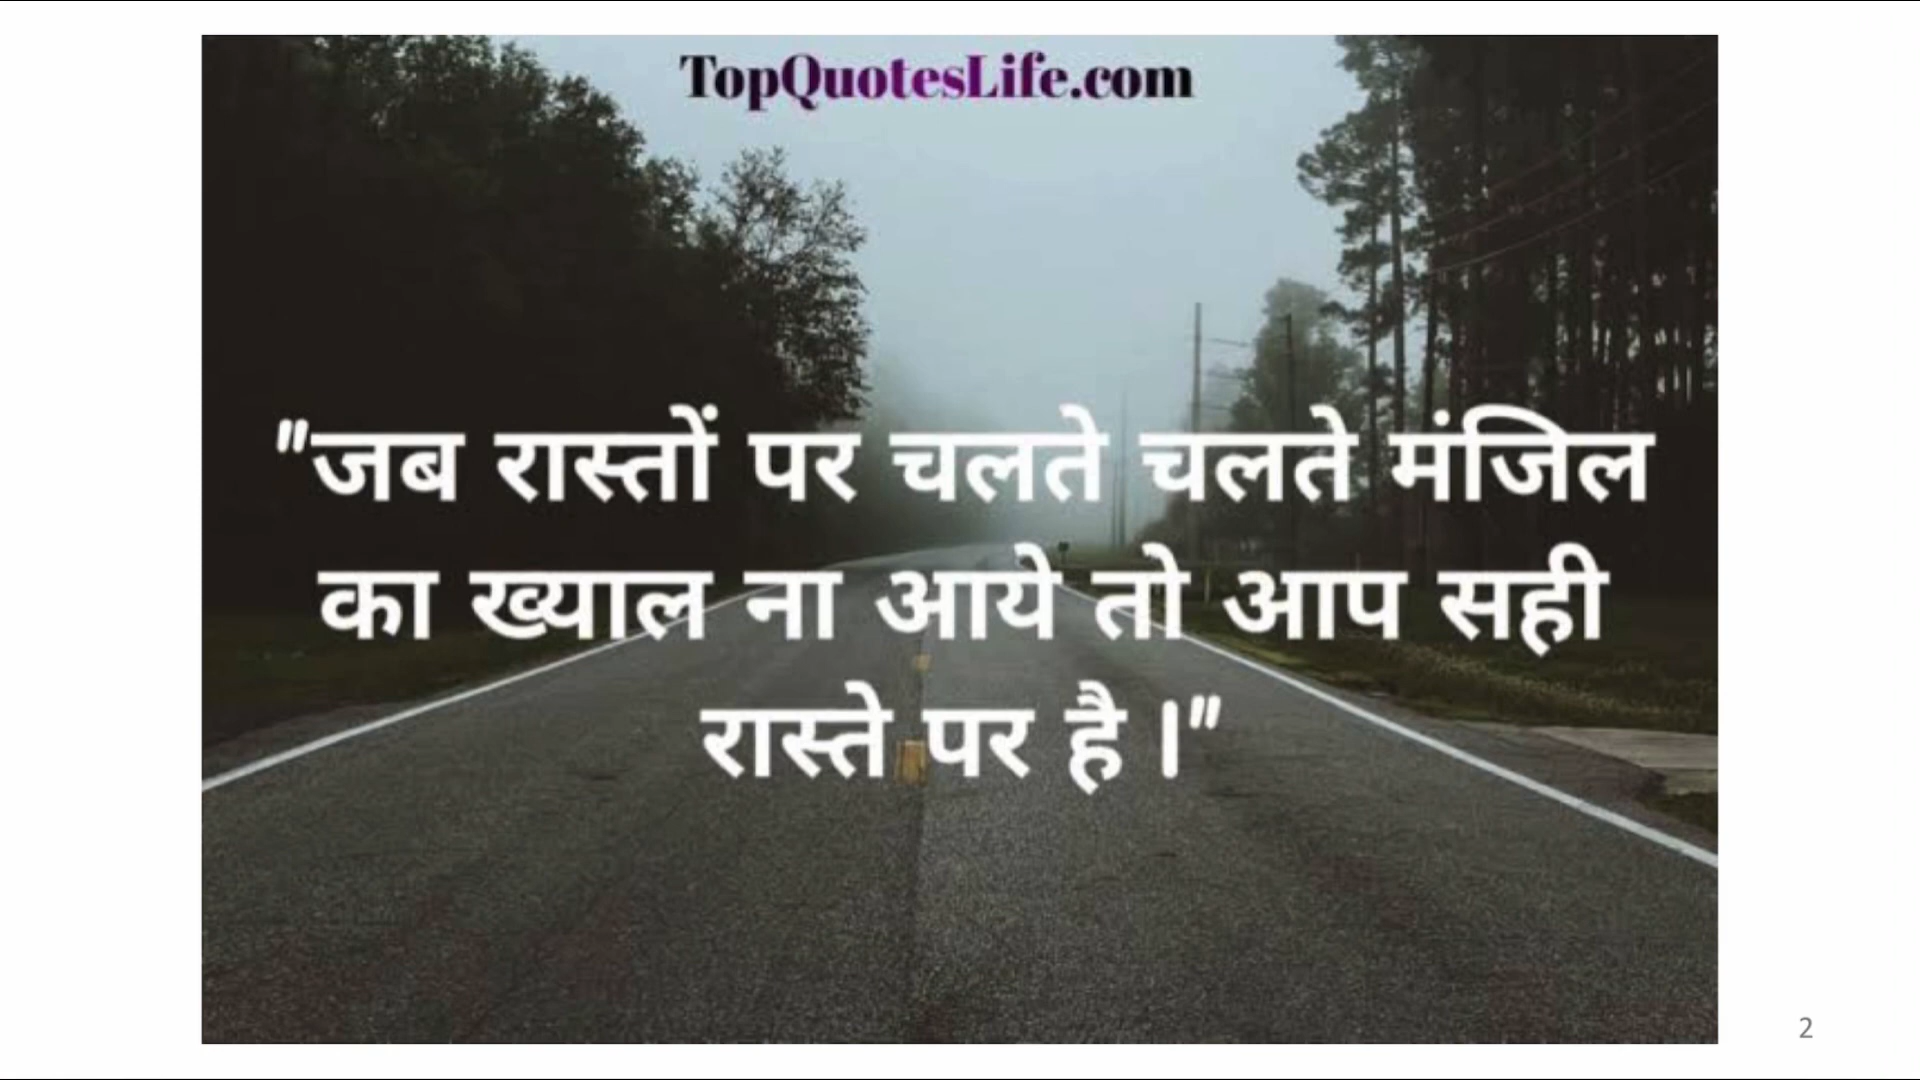 TopQuotesLife.com
"जब रास्तों पर चलते चलते मंजिल
का ख्याल ना आये तो आप सही
रास्ते पर है ।"
2